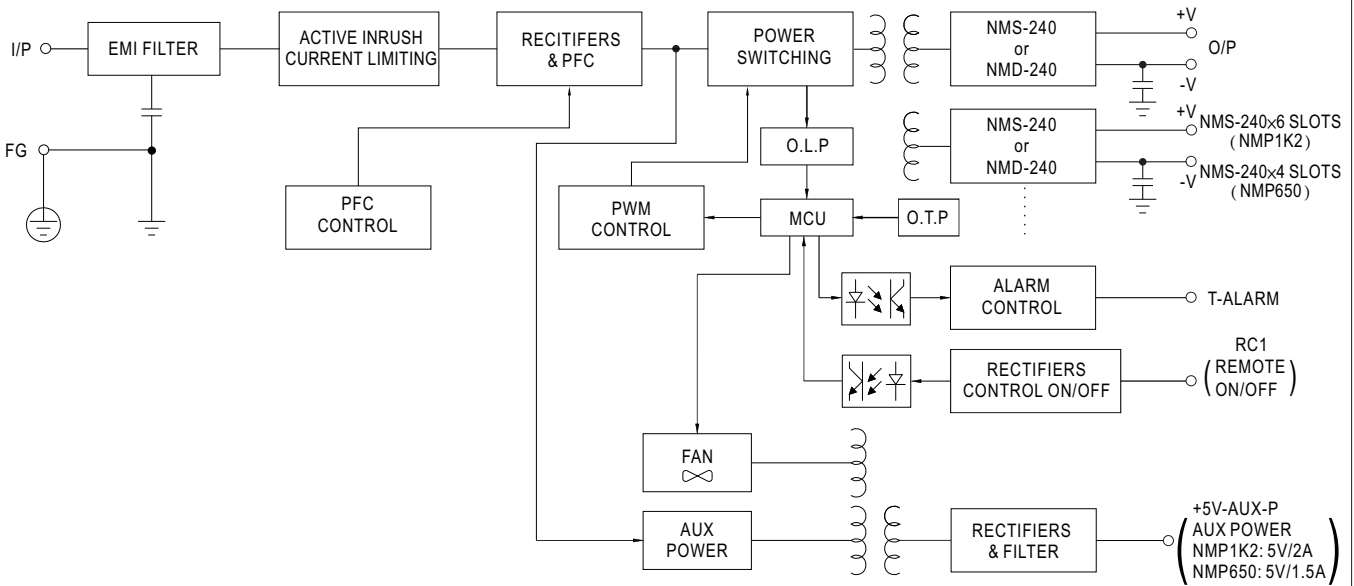 I/P
EMI FILTER
ACTIVE INRUSH
CURRENT LIMITING
RECITIFERS
& PFC
POWER
SWITCHING
NMS-240
or
NMD-240
+V
O/P
-V
FG
PFC
CONTROL
PWM
CONTROL
O.L.P
MCU
O.T.P
NMS-240
or
NMD-240
+V
NMS-240x6 SLOTS
(NMP1K2)
-V
NMS-240x4 SLOTS
(NMP650)
ALARM
CONTROL
T-ALARM
RECTIFIERS
CONTROL ON/OFF
RC1
(REMOTE
ON/OFF)
FAN
AUX
POWER
RECTIFIERS
& FILTER
(+5V-AUX-P
AUX POWER
NMP1K2: 5V/2A
NMP650: 5V/1.5A)